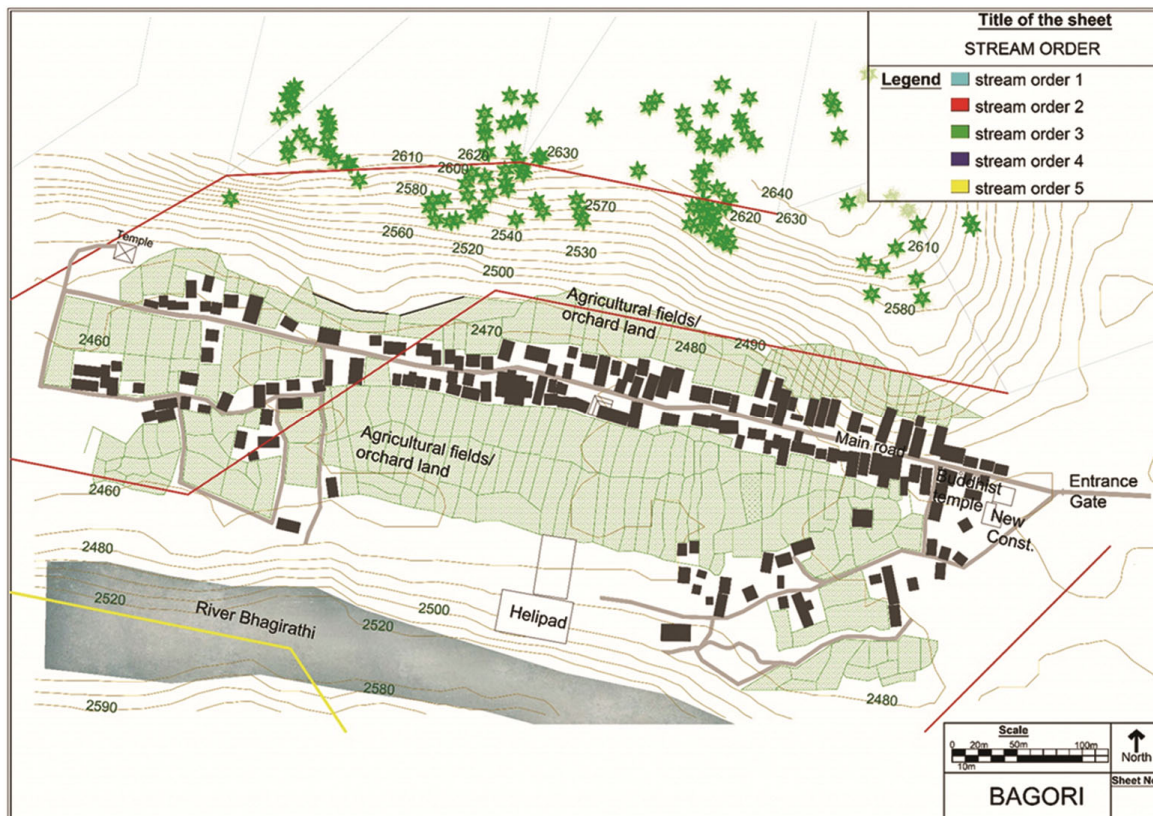 Title of the sheet
STREAM ORDER
Legend
stream order 1
stream order 2
stream order 3
stream order 4
stream order 5
2610
2620
2630
2600
2580
2570
2640
2620
2630
2560
2540
2520
2530
2610
2500
2580
Temple
Agricultural fields/
orchard land
2460
2470
2480
2490
Agricultural fields/
orchard land
Main road
2460
Buddhist
temple
New
Const.
Entrance
Gate
2480
2520
River Bhagirathi
2500
2520
Helipad
2580
2590
2480
Scale
0 20m 50m 100m
10m
North
Sheet No
BAGORI